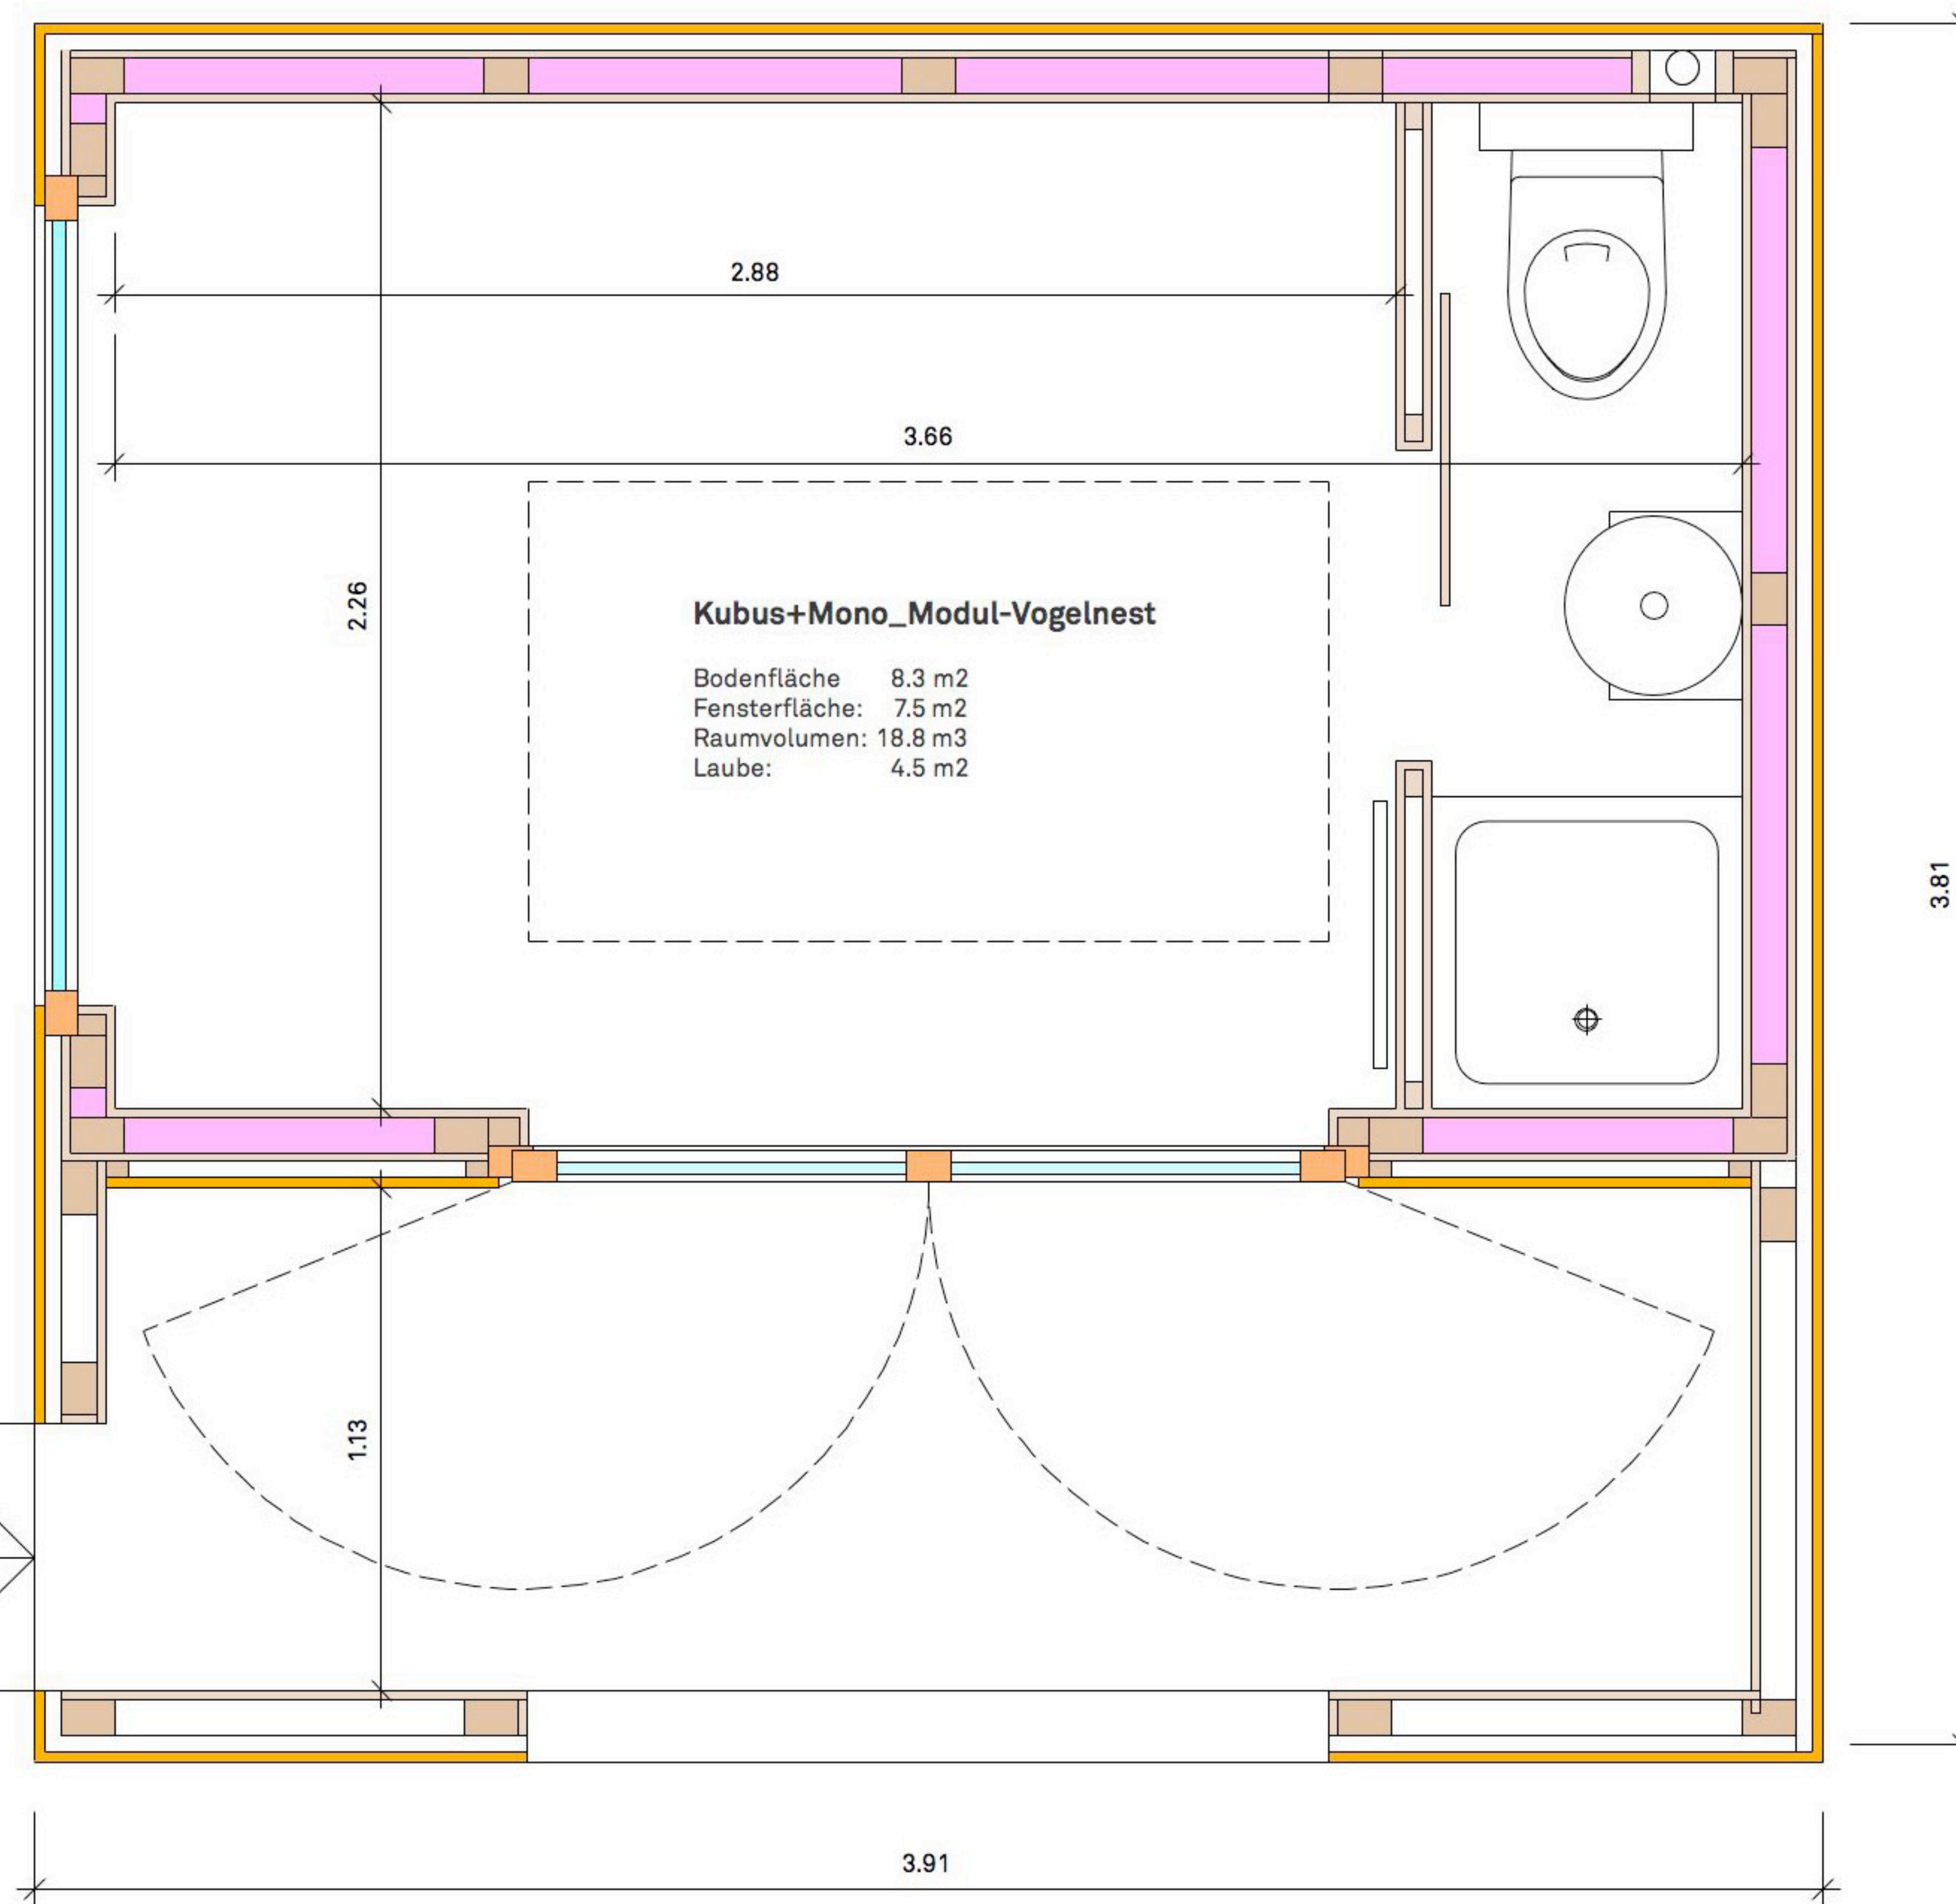 2.88
3.66
2.26
Kubus+Mono_Modul-Vogelnest
Bodenfläche 8.3 m2
Fensterfläche: 7.5 m2
Raumvolumen: 18.8 m3
Laube: 4.5 m2
3.81
1.13
3.91